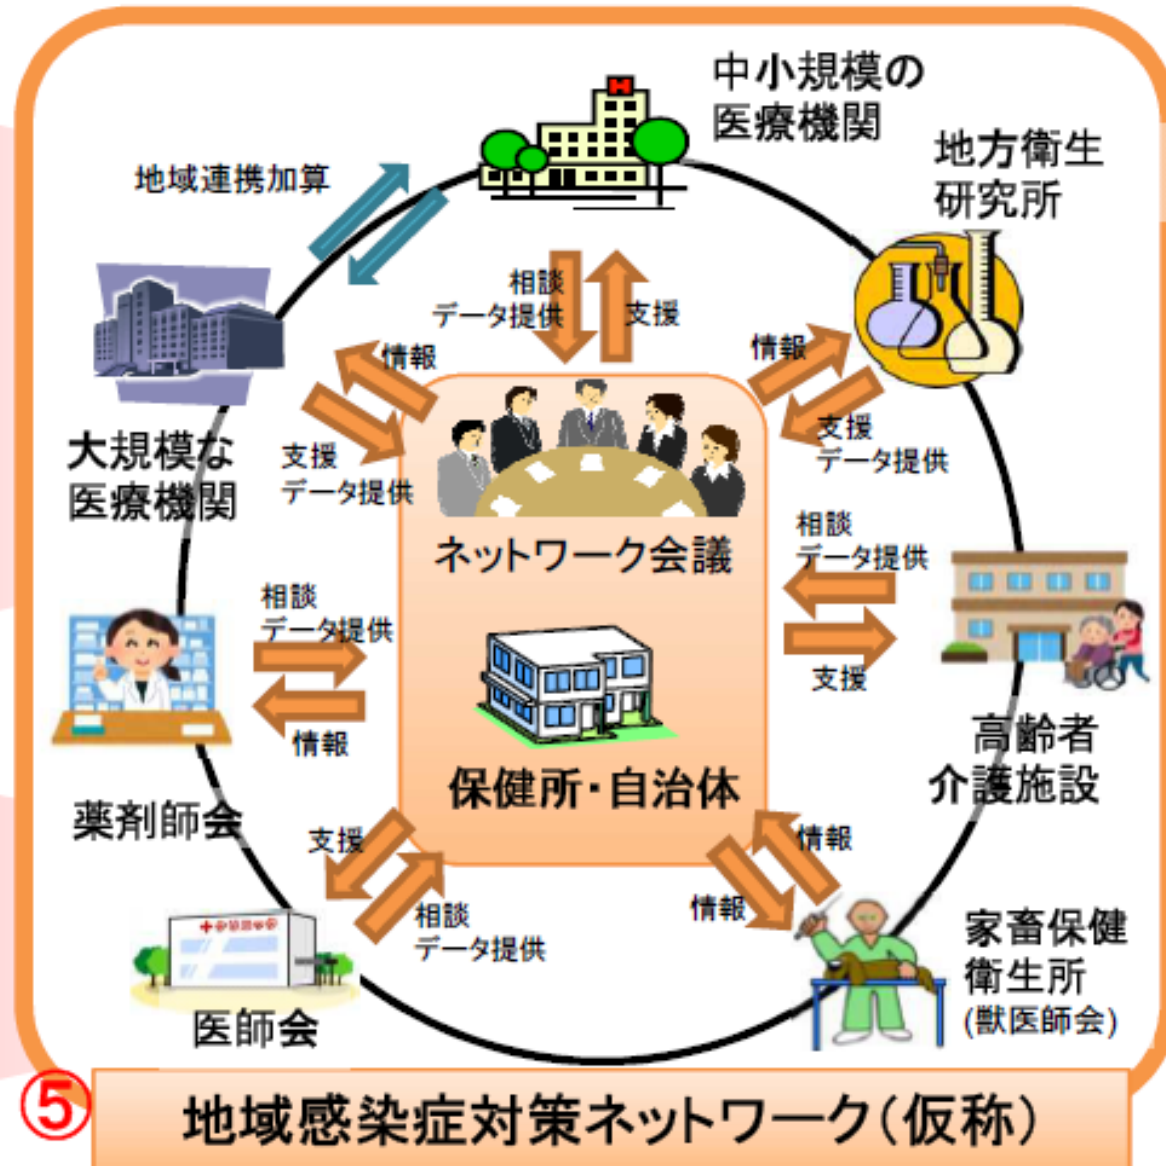 中小規模の
医療機関
地方衛生
研究所
地域連携加算
相談
データ提供
支援
情報
情報
支援
データ提供
大規模な
医療機関
支援
データ提供
ネットワーク会議
相談
データ提供
支援
相談
データ提供
情報
保健所・自治体
高齢者
介護施設
薬剤師会
支援
情報
相談
データ提供
情報
家畜保健
衛生所
(獣医師会)
医師会
⑤
地域感染症対策ネットワーク(仮称)